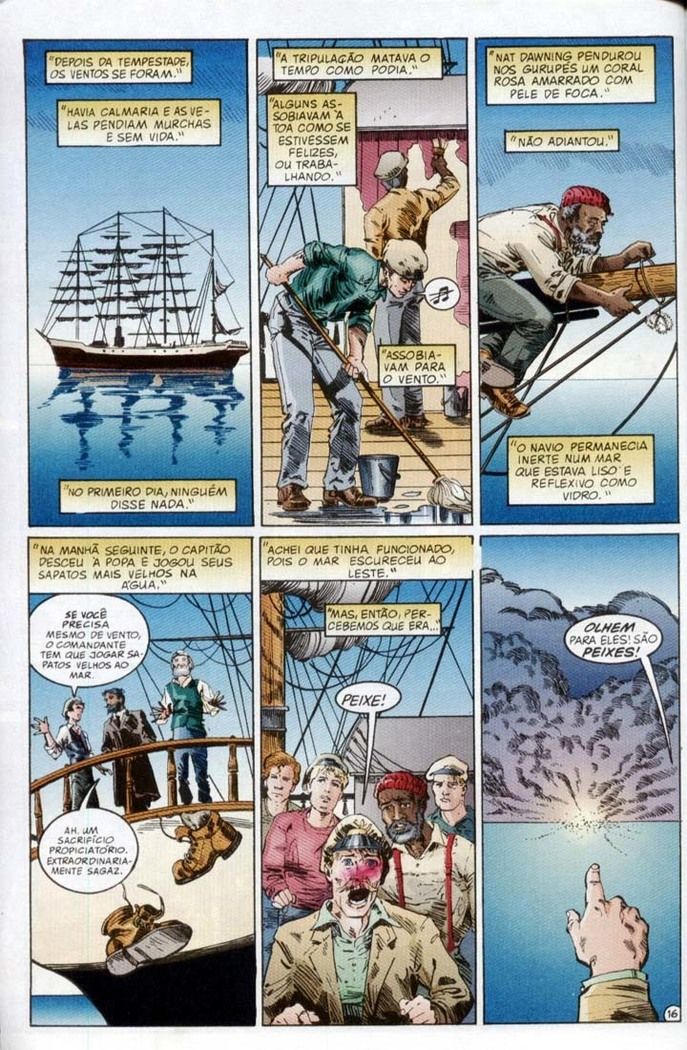 "DEPOIS DA TEMPESTADE,
OS VENTOS SE FORAM."
"HAVIA CALMARIA E AS VE-
LAS PENDIAM MURCHAS
E SEM VIDA."
"NO PRIMEIRO DIA, NINGUÉM
DISSE NADA."
"A TRIPULAÇÃO MATAVA O
TEMPO COMO PODIA."
"ALGUNS AS-
SOBIAVAM À
TOA COMO SE
ESTIVESSEM
FELIZES,
OU TRABA-
LHANDO."
"ASSOBIA-
VAM PARA
O VENTO."
"NAT DAWNING PENDUROU
NOS GURUPÉS UM CORAL
ROSA AMARRADO COM
PELE DE FOCA."
"NÃO ADIANTOU."
"O NAVIO PERMANECIA
INERTE NUM MAR
QUE ESTAVA LISO E
REFLEXIVO COMO
VIDRO."
"NA MANHÃ SEGUINTE, O CAPITÃO
DESCEU À POPA E JOGOU SEUS
SAPATOS MAIS VELHOS NA
ÁGUA."
SE VOCÊ
PRECISA
MESMO DE VENTO,
O COMANDANTE
TEM QUE JOGAR SA-
PATOS VELHOS AO
MAR.
AH. UM
SACRIFÍCIO
PROPICIATÓRIO.
EXTRAORDINARIA-
MENTE SAGAZ.
"ACHEI QUE TINHA FUNCIONADO,
POIS O MAR ESCURECEU AO
LESTE."
"MAS, ENTÃO, PER-
CEBEMOS QUE ERA..."
PEIXE!
OLHEM
PARA ELES! SÃO
PEIXES!
16